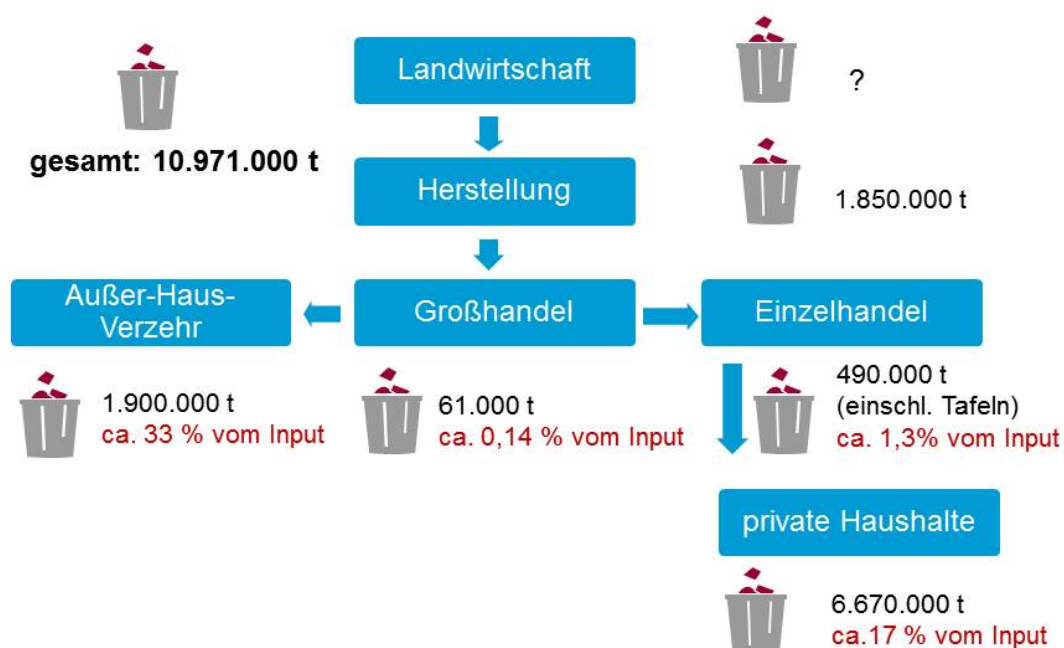 Landwirtschaft
?
gesamt: 10.971.000 t
Herstellung
1.850.000 t
Außer-Haus-
Verzehr
Großhandel
Einzelhandel
1.900.000 t
ca. 33 % vom Input
61.000 t
ca. 0,14 % vom Input
490.000 t
(einschl. Tafeln)
ca. 1,3% vom Input
private Haushalte
6.670.000 t
ca.17 % vom Input